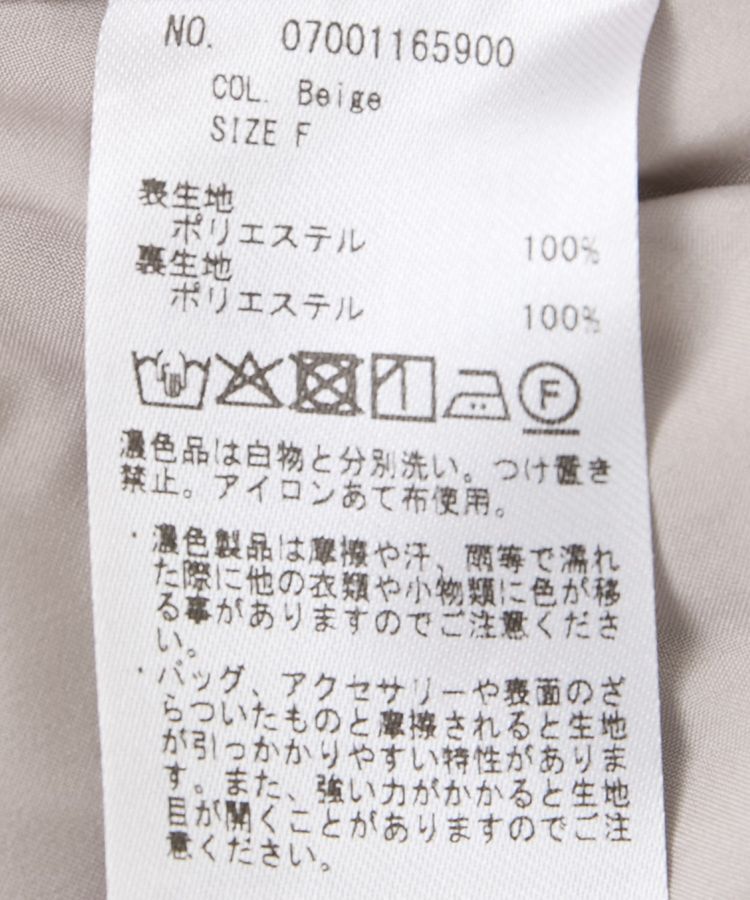 NO. 07001165900
COL. Beige
SIZE F
表生地
ポリエステル 100%
裏生地
ポリエステル 100%
F
濃色品は白物と分別洗い。つけ置き
禁止。アイロンあて布使用。
・濃色製品は摩擦や汗、雨等で濡れ
た際に他の衣類や小物類に色が移
る事がありますのでご注意くださ
い。
・バッグ、アクセサリーや表面のざ
らついたものと摩擦されると生地
が引っかかりやすい特性がありま
す。また、強い力がかかると生地
目が開くことがありますのでご注
意ください。